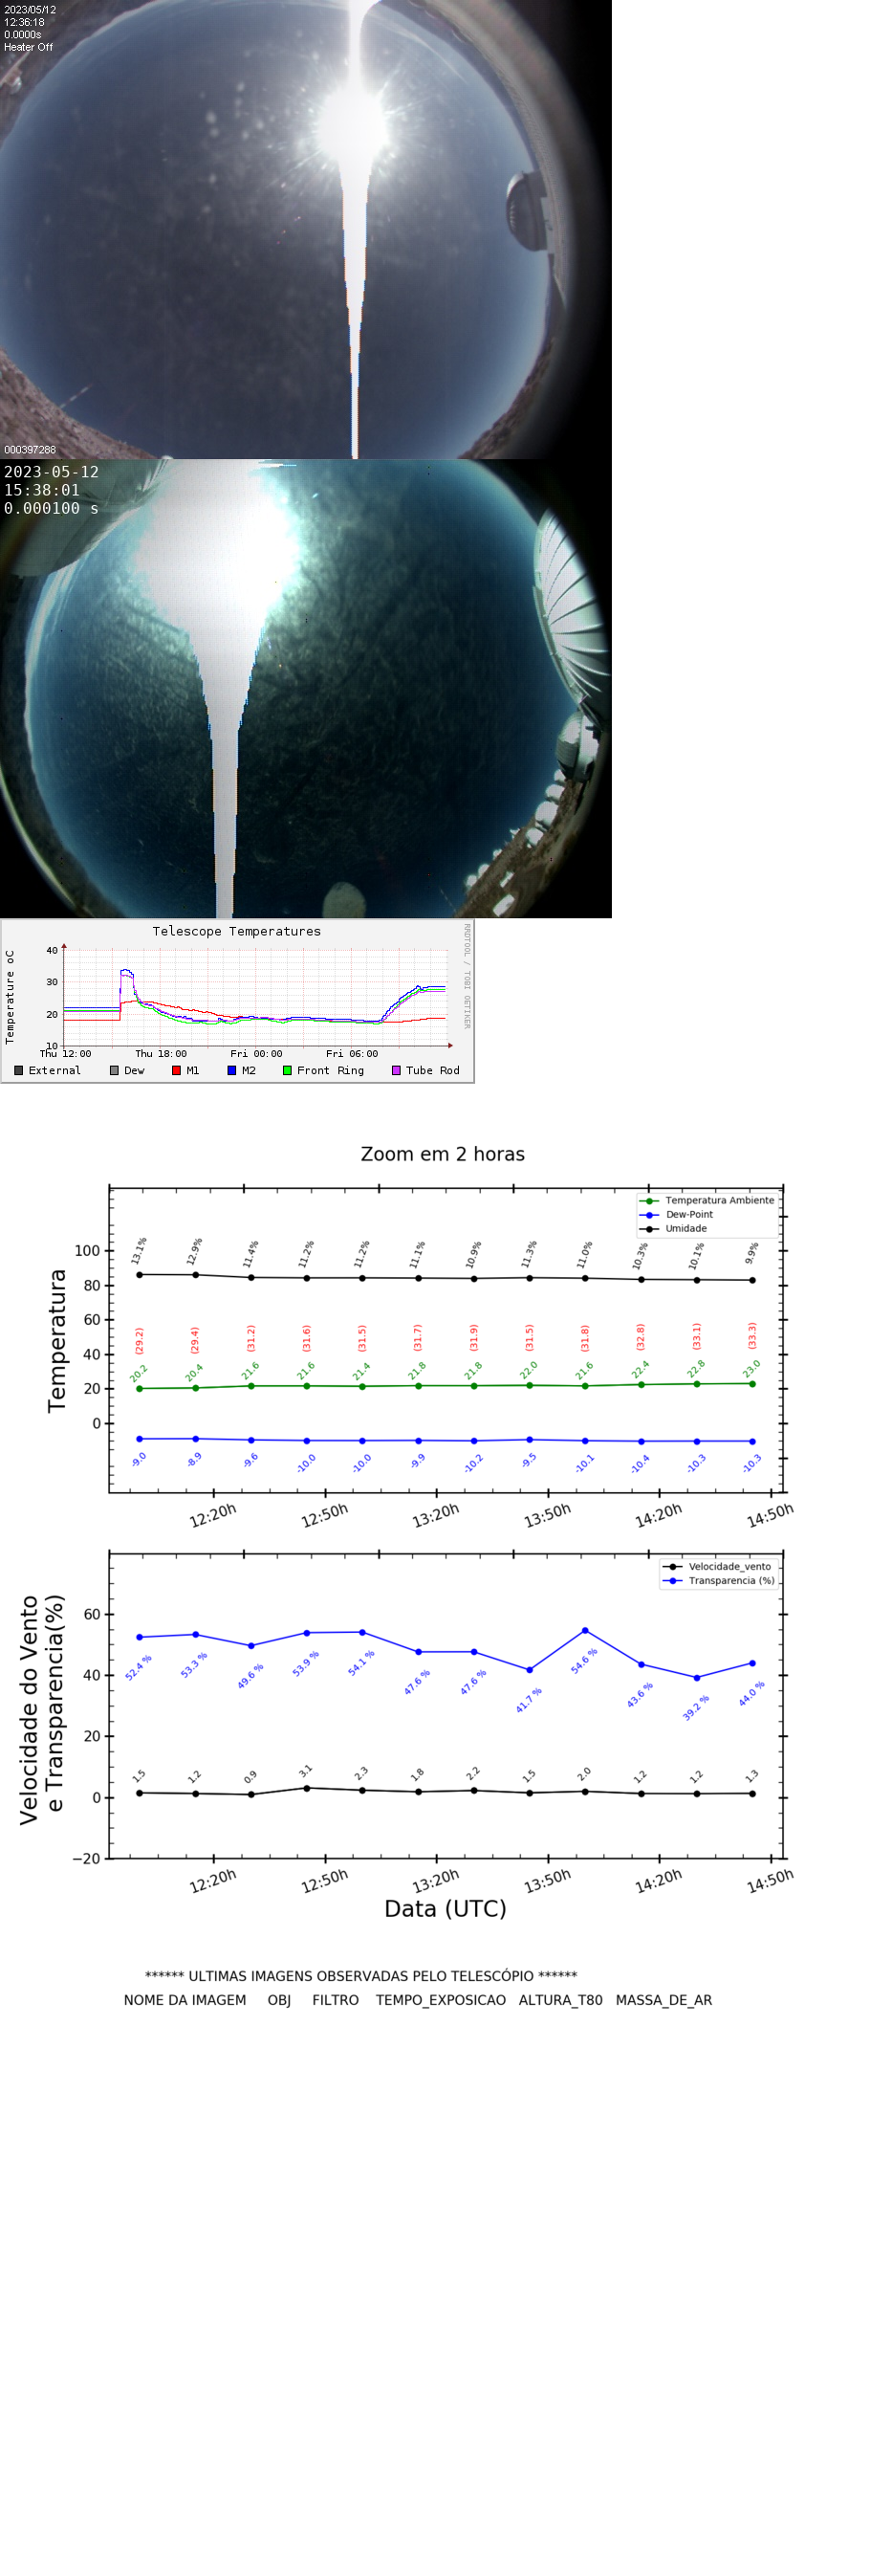 2023/05/12
12:36:18
0.0000s
Heater Off
000397288
2023-05-12
15:38:01
0.000100 s
Telescope Temperatures
RRDTOOL / TOBI OETIKER
Temperature oC
40
30
20
10
Thu 12:00 Thu 18:00 Fri 00:00 Fri 06:00
External Dew M1 M2 Front Ring Tube Rod
Zoom em 2 horas
Temperatura Ambiente
Dew-Point
Umidade
Temperatura
100
80
60
40
20
0
13.1% 12.9% 11.4% 11.2% 11.2% 11.1% 10.9% 11.3% 11.0% 10.3% 10.1% 9.9%
(29.2) (29.4) (31.2) (31.6) (31.5) (31.7) (31.9) (31.5) (31.8) (32.8) (33.1) (33.3)
20.2 20.4 21.6 21.6 21.4 21.8 21.8 22.0 21.6 22.4 22.8 23.0
-9.0 -8.9 -9.6 -10.0 -10.0 -9.9 -10.2 -9.5 -10.1 -10.4 -10.3 -10.3
12:20h 12:50h 13:20h 13:50h 14:20h 14:50h
Velocidade_vento
Transparencia (%)
Velocidade do Vento
e Transparencia(%)
60
40
20
0
−20
52.4 % 53.3 % 49.6 % 53.9 % 54.1 % 47.6 % 47.6 % 41.7 % 54.6 % 43.6 % 39.2 % 44.0 %
1.5 1.2 0.9 3.1 2.3 1.8 2.2 1.5 2.0 1.2 1.2 1.3
12:20h 12:50h 13:20h 13:50h 14:20h 14:50h
Data (UTC)
****** ULTIMAS IMAGENS OBSERVADAS PELO TELESCÓPIO ******
NOME DA IMAGEM OBJ FILTRO TEMPO_EXPOSICAO ALTURA_T80 MASSA_DE_AR